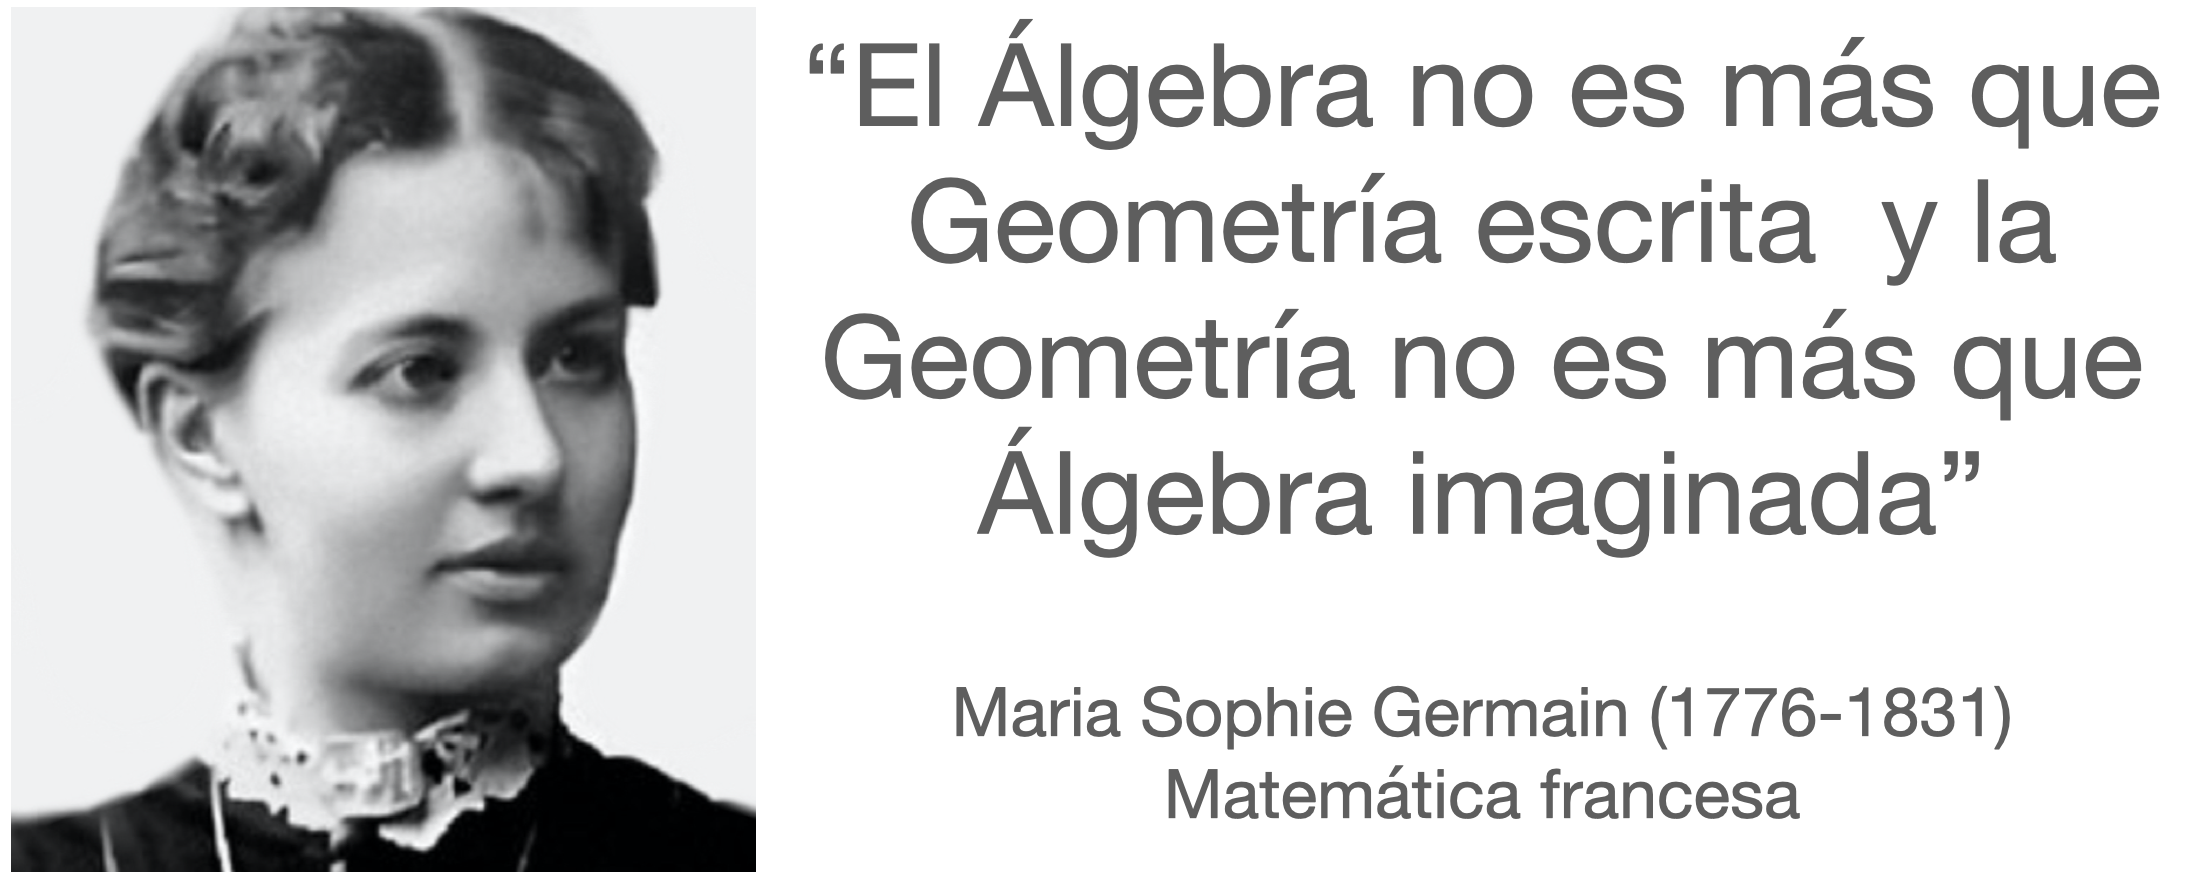 “El Álgebra no es más que
Geometría escrita  y la
Geometría no es más que
Álgebra imaginada”
Maria Sophie Germain (1776-1831)
Matemática francesa